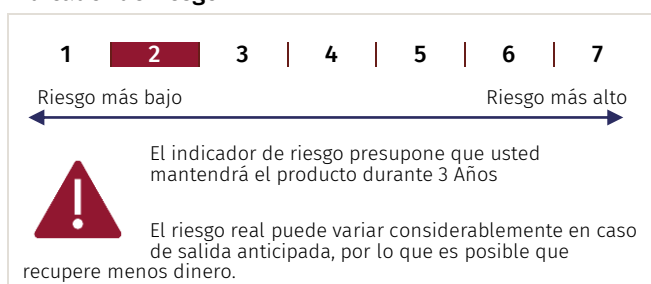 1 2 3 4 5 6 7
Riesgo más bajo Riesgo más alto
El indicador de riesgo presupone que usted
mantendrá el producto durante 3 Años
El riesgo real puede variar considerablemente en caso
de salida anticipada, por lo que es posible que
recupere menos dinero.